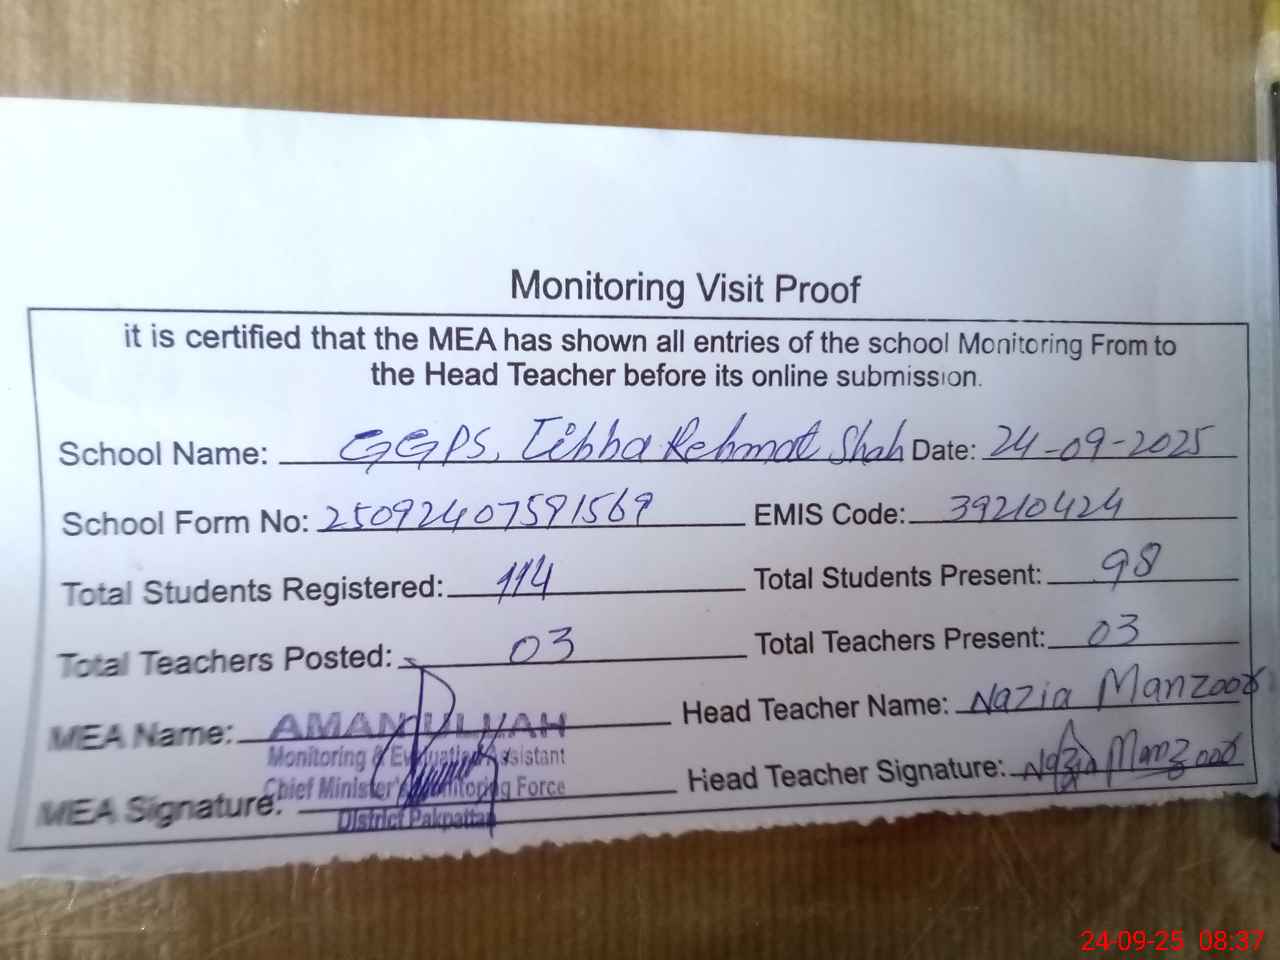 Monitoring Visit Proof
it is certified that the MEA has shown all entries of the school Monitoring From to
the Head Teacher before its online submission.
School Name: GGPS, Tibba Rehmat Shah Date: 24-09-2025
School Form No: 25092407591569 EMIS Code: 39210424
Total Students Registered: 114 Total Students Present: 98
Total Teachers Posted: 03 Total Teachers Present: 03
MEA Name: AMAN ULLAH Head Teacher Name: Nazia Manzoor
Monitoring & Evaluation Assistant
Chief Minister's Monitoring Force
MEA Signature: Head Teacher Signature: Nazia Manzoor
District Pakpattan
24-09-25 08:37